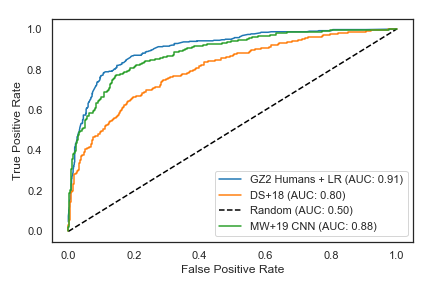 1.0
0.8
0.6
0.4
0.2
0.0
True Positive Rate
GZ2 Humans + LR (AUC: 0.91)
DS+18 (AUC: 0.80)
Random (AUC: 0.50)
MW+19 CNN (AUC: 0.88)
0.0 0.2 0.4 0.6 0.8 1.0
False Positive Rate